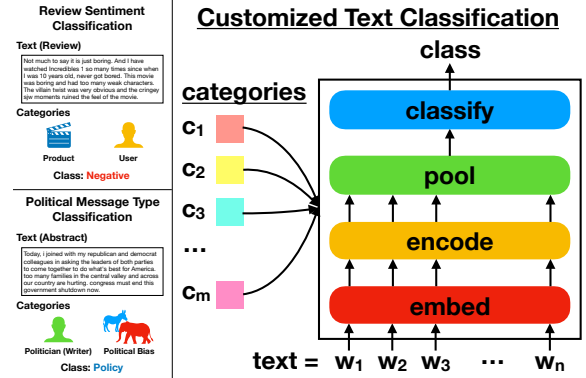 Review Sentiment
Classification
Text (Review)
Not much to say it is just boring. And I have
watched Incredibles 1 so many times since when
I was 10 years old, never got bored. This movie
was boring and had too many weak characters.
The villain twist was very obvious and the cringey
sjw moments ruined the feel of the movie.
Categories
Product
User
Class: Negative
Political Message Type
Classification
Text (Abstract)
Today, i joined with my republican and democrat
colleagues in asking the leaders of both parties
to come together to do what's best for America.
too many families in the central valley and across
our country are hurting. congress must end this
government shutdown now.
Categories
Politician (Writer)
Political Bias
Class: Policy
Customized Text Classification
class
categories
c1
c2
c3
...
cm
classify
pool
encode
embed
text = w1 w2 w3 ... wn